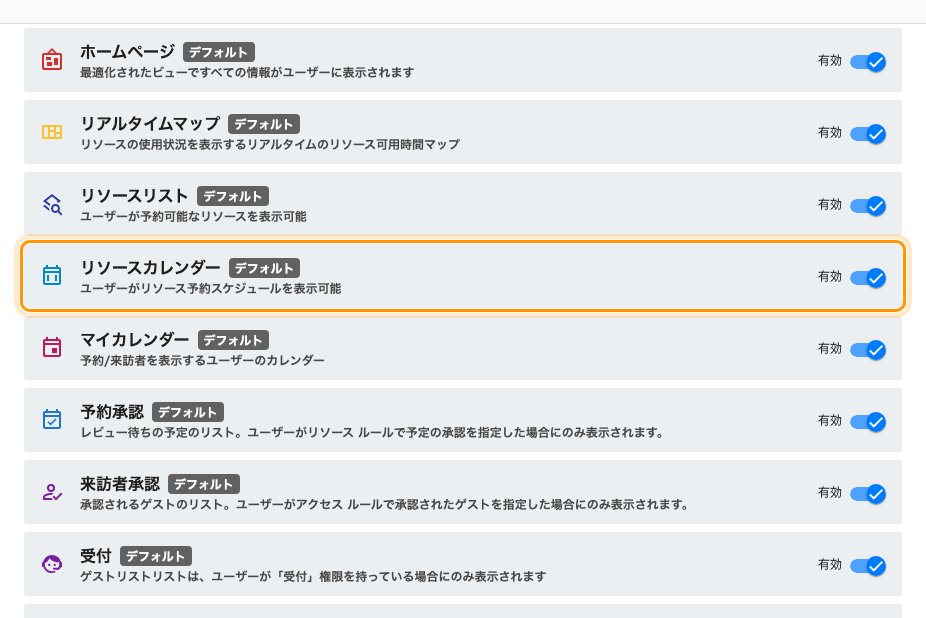 ホームページ デフォルト
最適化されたビューですべての情報がユーザーに表示されます
有効
リアルタイムマップ デフォルト
リソースの使用状況を表示するリアルタイムのリソース可用時間マップ
有効
リソースリスト デフォルト
ユーザーが予約可能なリソースを表示可能
有効
リソースカレンダー デフォルト
ユーザーがリソース予約スケジュールを表示可能
有効
マイカレンダー デフォルト
予約/来訪者を表示するユーザーのカレンダー
有効
予約承認 デフォルト
レビュー待ちの予定のリスト。ユーザーがリソース ルールで予定の承認を指定した場合にのみ表示されます。
有効
来訪者承認 デフォルト
承認されるゲストのリスト。ユーザーがアクセス ルールで承認されたゲストを指定した場合にのみ表示されます。
有効
受付 デフォルト
ゲストリストリストは、ユーザーが「受付」権限を持っている場合にのみ表示されます
有効